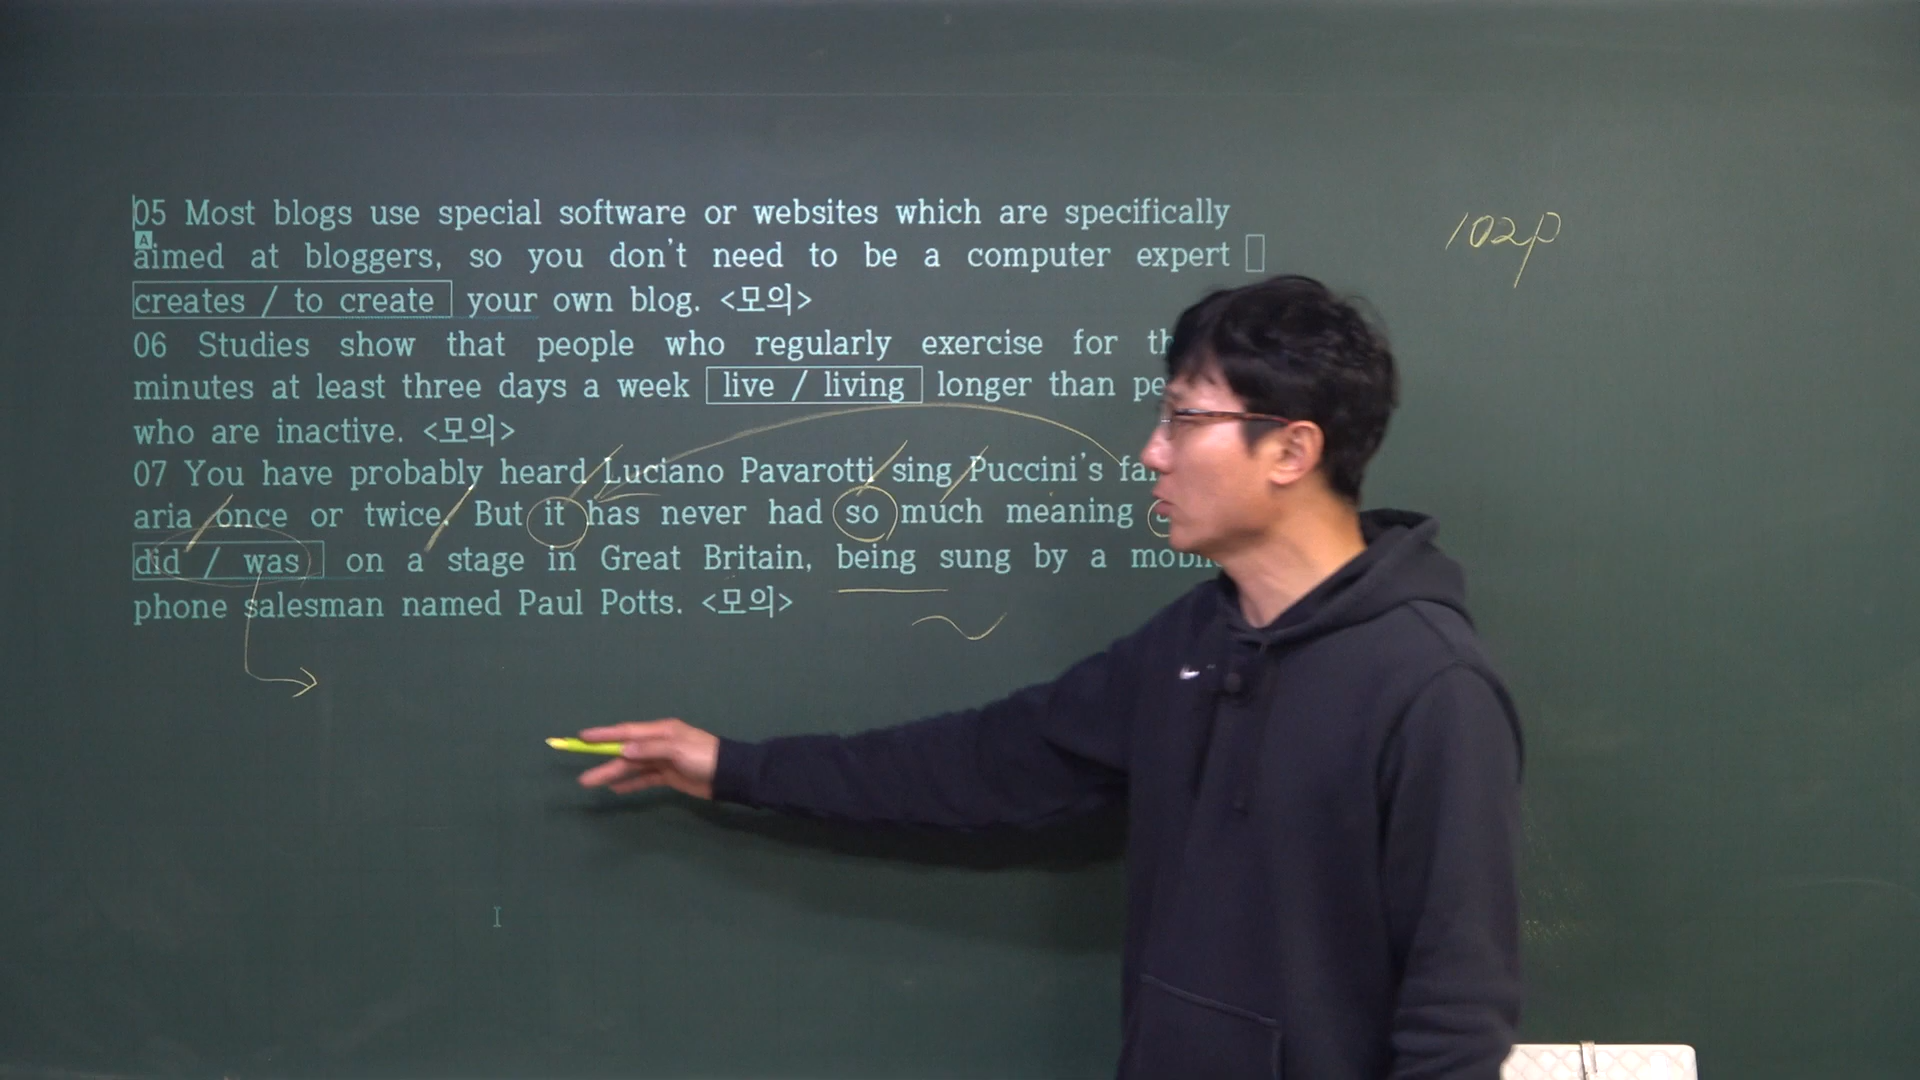 05 Most blogs use special software or websites which are specifically
aimed at bloggers, so you don't need to be a computer expert
creates / to create your own blog. <모의>
06 Studies show that people who regularly exercise for
minutes at least three days a week live / living longer than
who are inactive. <모의>
07 You have probably heard Luciano Pavarotti sing Puccini's
aria once or twice. But it has never had so much meaning
did / was on a stage in Great Britain, being sung by a
phone salesman named Paul Potts. <모의>
102p